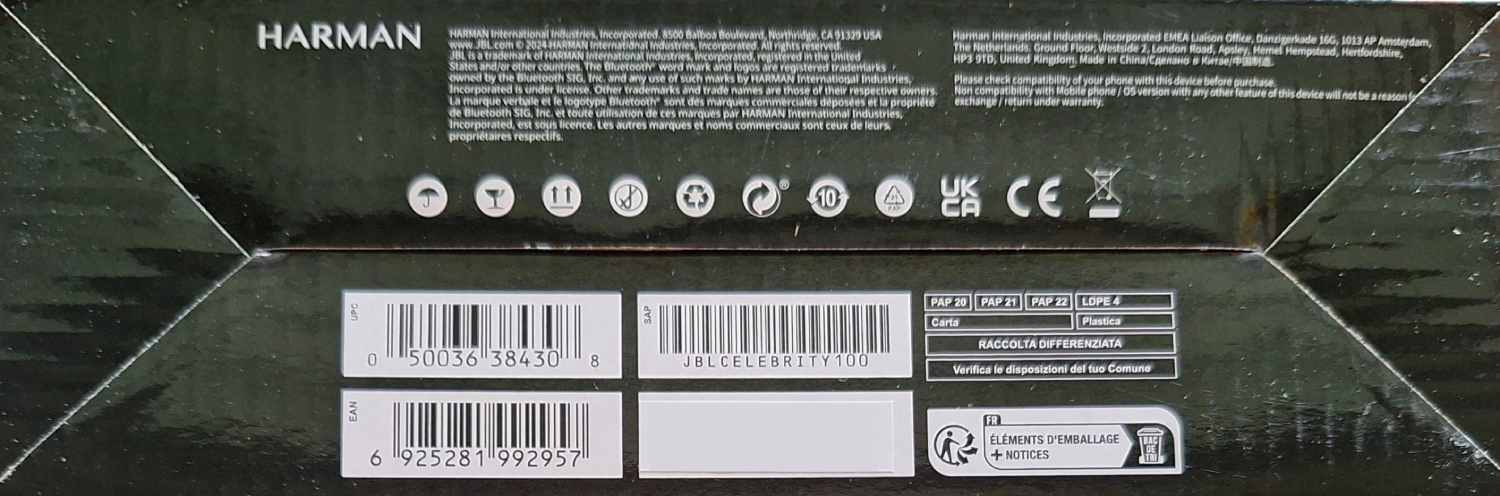 HARMAN
HARMAN International Industries, Incorporated. 8500 Balboa Boulevard, Northridge, CA 91329 USA
www.JBL.com © 2024 HARMAN International Industries, Incorporated. All rights reserved.
JBL is a trademark of HARMAN International Industries, Incorporated, registered in the United
States and/or other countries. The Bluetooth® word mark and logos are registered trademarks
owned by the Bluetooth SIG, Inc. and any use of such marks by HARMAN International Industries,
Incorporated is under license. Other trademarks and trade names are those of their respective owners.
La marque verbale et le logotype Bluetooth®, sont des marques commerciales déposées et la propriété
de Bluetooth SIG, Inc. et toute utilisation de ces marques par HARMAN International Industries,
Incorporated, est sous licence. Les autres marques et noms commerciaux sont ceux de leurs
propriétaires respectifs.
Harman International Industries, Incorporated EMEA Liaison Office, Danzigerkade 16G, 1013 AP Amsterdam,
The Netherlands. Ground Floor, Westside 2, London Road, Apsley, Hemel Hempstead, Hertfordshire,
HP3 9TD, United Kingdom. Made in China/Сделано в Китае/中国制造.
Please check compatibility of your phone with this device before purchase.
Non compatibility with Mobile phone / OS version with any other feature of this device will not be a reason
exchange / return under warranty.
® 10 21 PAP UK CA CE
UPC
0 50036 38430 8
SAP
JBLCELEBRITY100
PAP 20 PAP 21 PAP 22 LDPE 4
Carta Plastica
RACCOLTA DIFFERENZIATA
Verifica le disposizioni del tuo Comune
EAN
6 925281 992957
FR
ÉLÉMENTS D'EMBALLAGE
+ NOTICES
BAC
DE
TRI